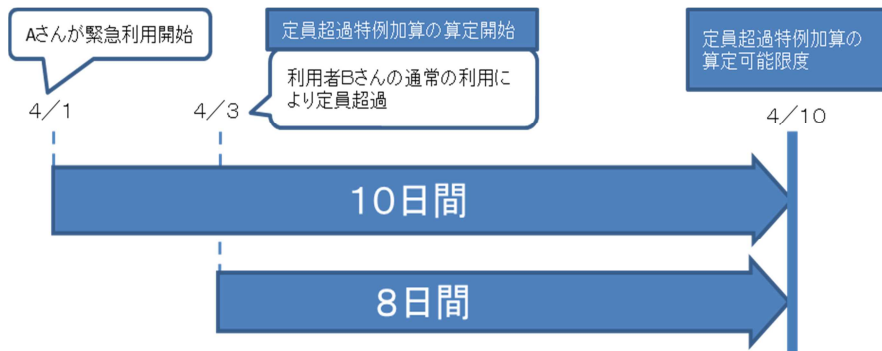 Aさんが緊急利用開始
定員超過特例加算の算定開始
利用者Bさんの通常の利用に
より定員超過
定員超過特例加算の
算定可能限度
4/1
4/3
4/10
10日間
8日間